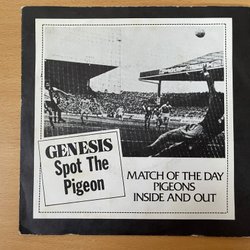 GENESIS
Spot The
Pigeon
MATCH OF THE DAY
PIGEONS
INSIDE AND OUT